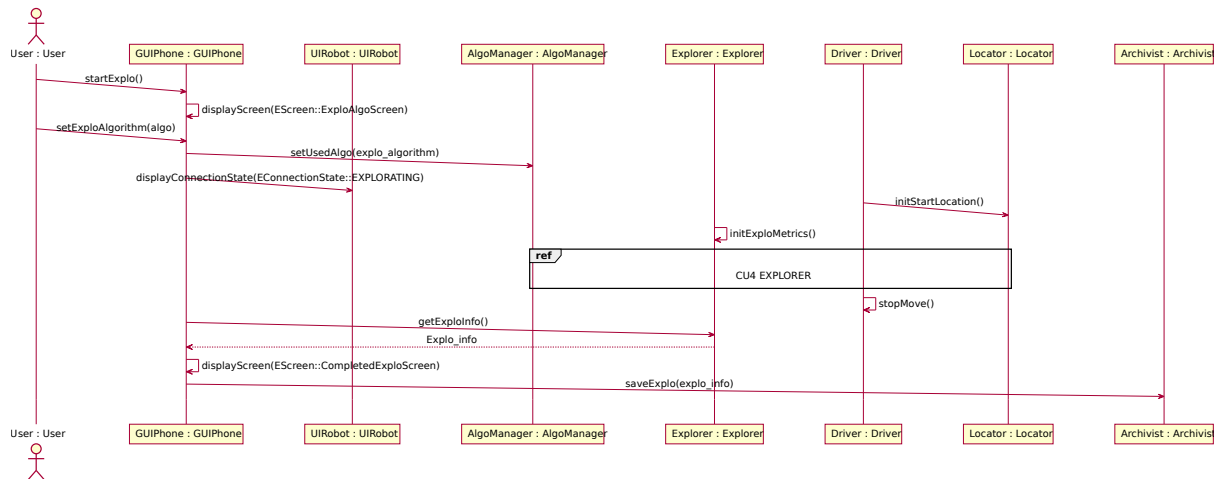 User : User
GUIPhone : GUIPhone
UIRobot : UIRobot
AlgoManager : AlgoManager
Explorer : Explorer
Driver : Driver
Locator : Locator
Archivist : Archivist
startExplo()
displayScreen(EScreen::ExploAlgoScreen)
setExploAlgorithm(algo)
setUsedAlgo(explo_algorithm)
displayConnectionState(EConnectionState::EXPLORATING)
initStartLocation()
initExploMetrics()
ref
CU4 EXPLORER
stopMove()
getExploInfo()
Explo_info
displayScreen(EScreen::CompletedExploScreen)
saveExplo(explo_info)
User : User
GUIPhone : GUIPhone
UIRobot : UIRobot
AlgoManager : AlgoManager
Explorer : Explorer
Driver : Driver
Locator : Locator
Archivist : Archivist